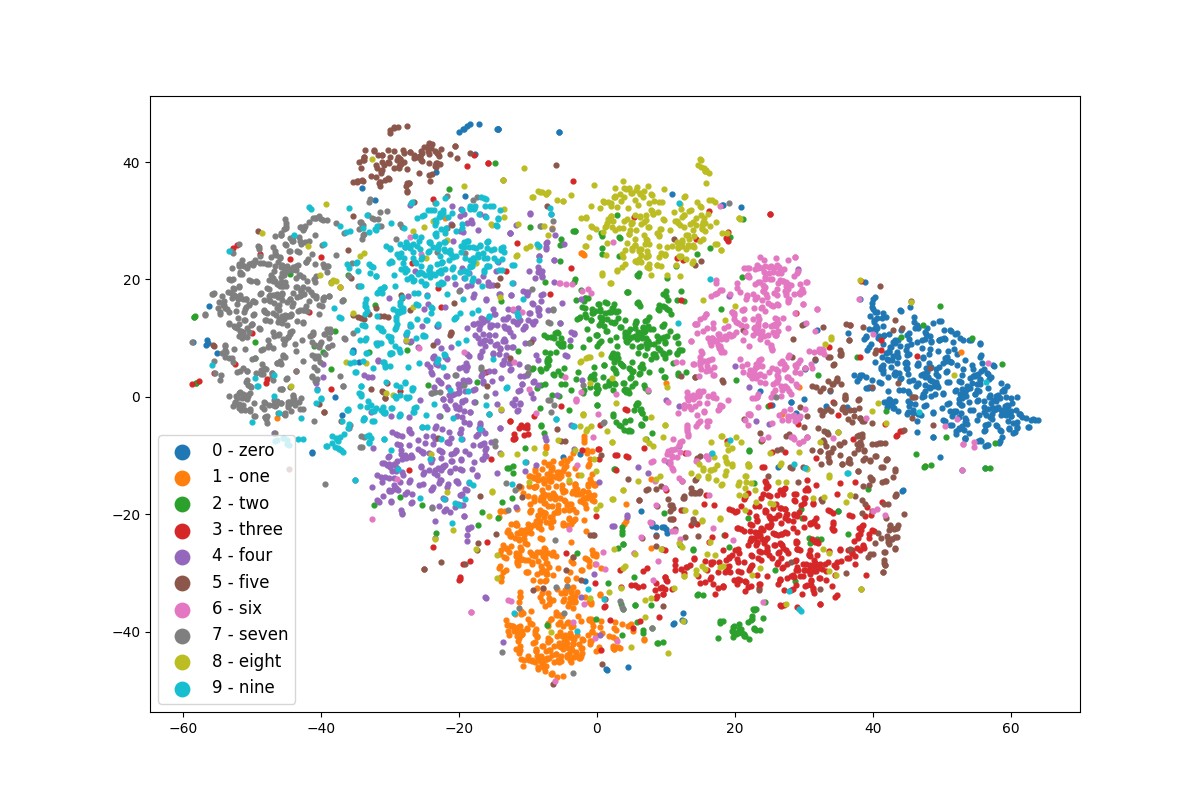 40
20
0
−20
−40
−60
−40
−20
0
20
40
60
0 - zero
1 - one
2 - two
3 - three
4 - four
5 - five
6 - six
7 - seven
8 - eight
9 - nine